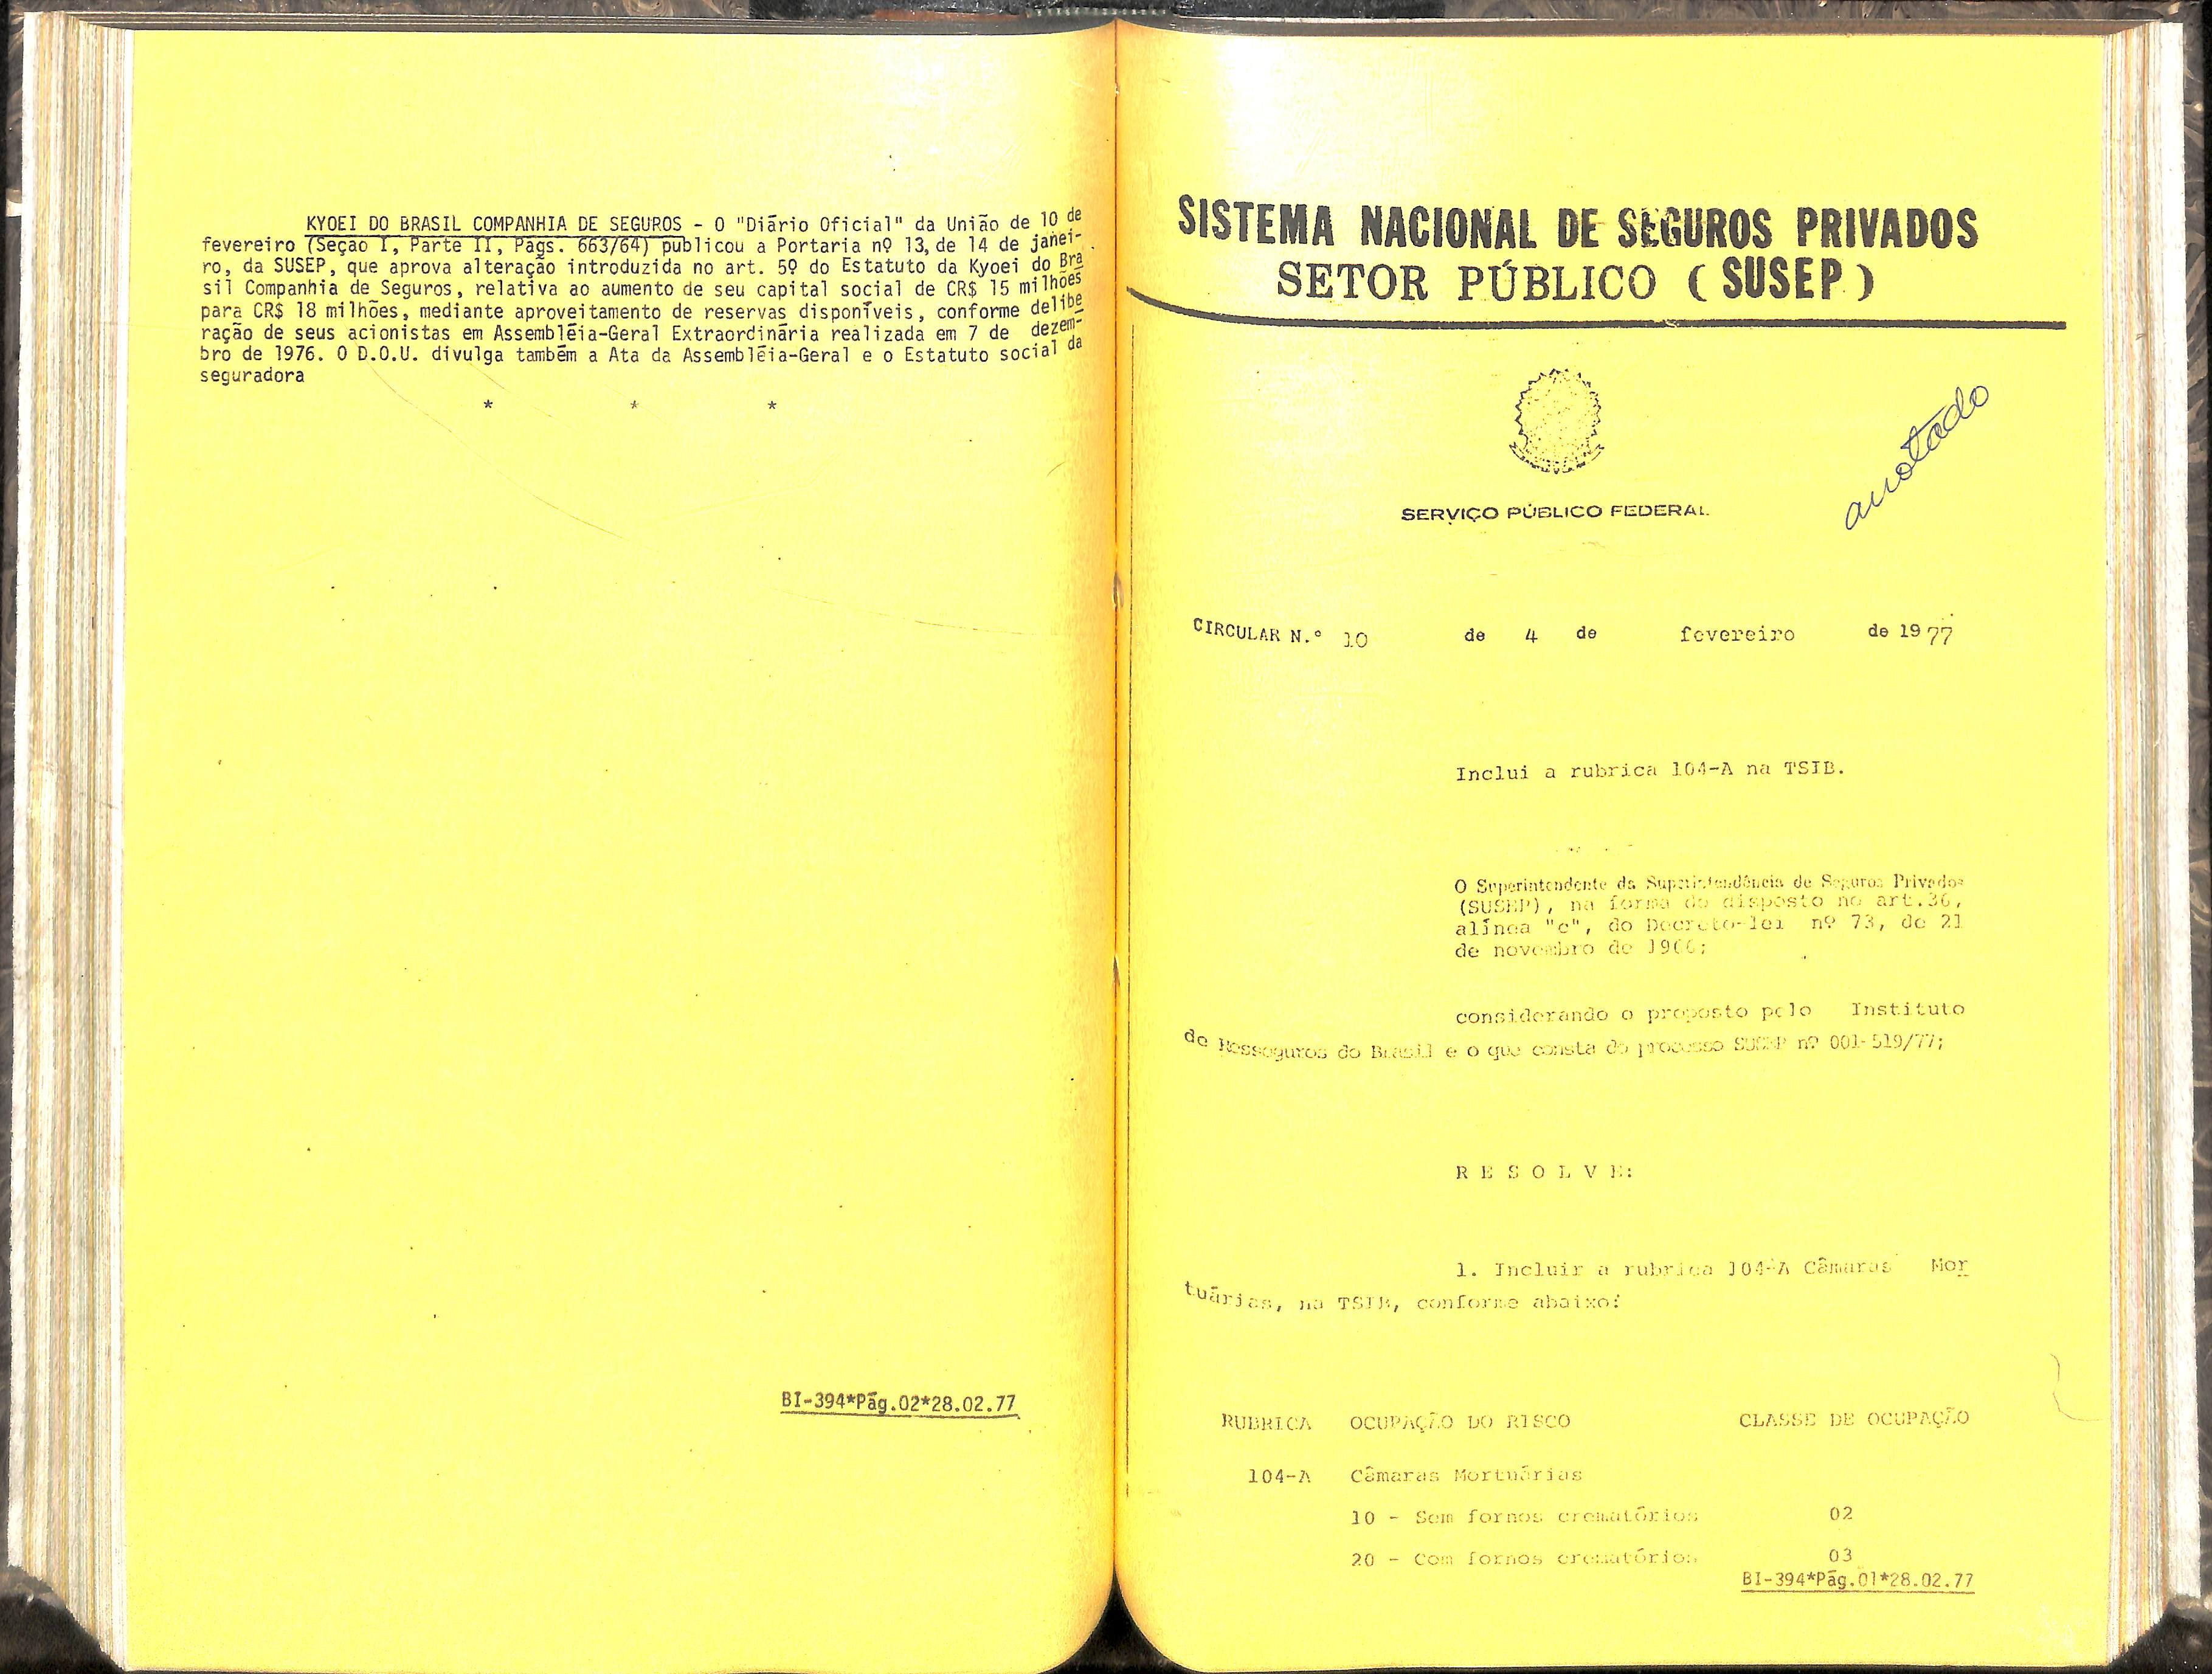 KYOEI DO BRASIL COMPANHIA DE SEGUROS - O "Diário Oficial" da União de 10 de
fevereiro (Seção I, Parte II, Págs. 663/64) publicou a Portaria nº 13, de 14 de janei-
ro, da SUSEP, que aprova alteração introduzida no art. 5º do Estatuto da Kyoei do Bra
sil Companhia de Seguros, relativa ao aumento de seu capital social de CR$ 15 milhões
para CR$ 18 milhões, mediante aproveitamento de reservas disponíveis, conforme delibe
ração de seus acionistas em Assembléia-Geral Extraordinária realizada em 7 de dezem-
bro de 1976. O D.O.U. divulga também a Ata da Assembléia-Geral e o Estatuto social da
seguradora
* * *
BI-394*Pág.02*28.02.77
SISTEMA NACIONAL DE SEGUROS PRIVADOS
SETOR PÚBLICO (SUSEP)
anotado
SERVIÇO PÚBLICO FEDERAL
CIRCULAR N.º 10 de 4 de fevereiro de 1977
Inclui a rubrica 104-A na TSIB.
O Superintendente da Superintendência de Seguros Privados
(SUSEP), na forma do disposto no art.36,
alínea "c", do Decreto-lei nº 73, de 21
de novembro de 1966;
considerando o proposto pelo Instituto
de Resseguros do Brasil e o que consta do processo SUSEP nº 001-519/77;
R E S O L V E:
1. Incluir a rubrica 104-A Câmaras Mor
tuárias, na TSIB, conforme abaixo:
RUBRICA OCUPAÇÃO DO RISCO CLASSE DE OCUPAÇÃO
104-A Câmaras Mortuárias
10 - Sem fornos crematórios 02
20 - Com fornos crematórios 03
BI-394*Pág.01*28.02.77